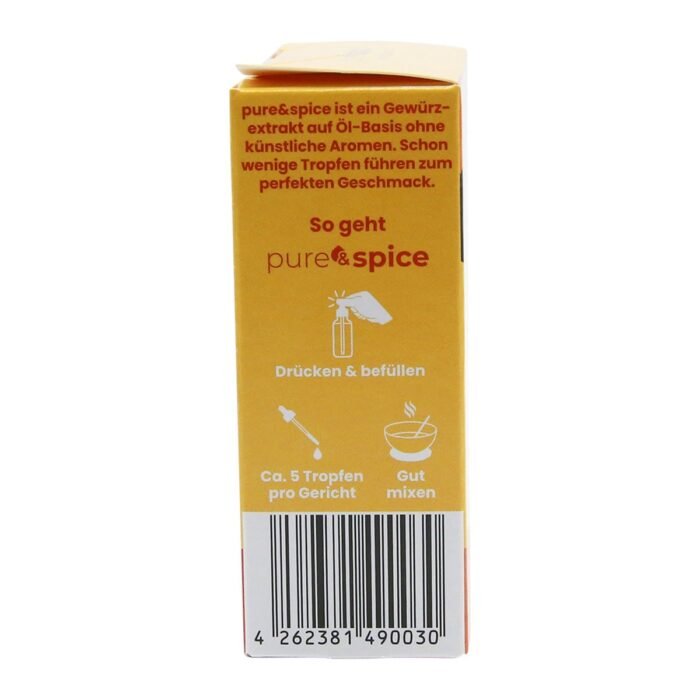 pure&spice ist ein Gewürz-
extrakt auf Öl-Basis ohne
künstliche Aromen. Schon
wenige Tropfen führen zum
perfekten Geschmack.
So geht
pure&spice
Drücken & befüllen
Ca. 5 Tropfen
pro Gericht
Gut
mixen
4 262381 490030